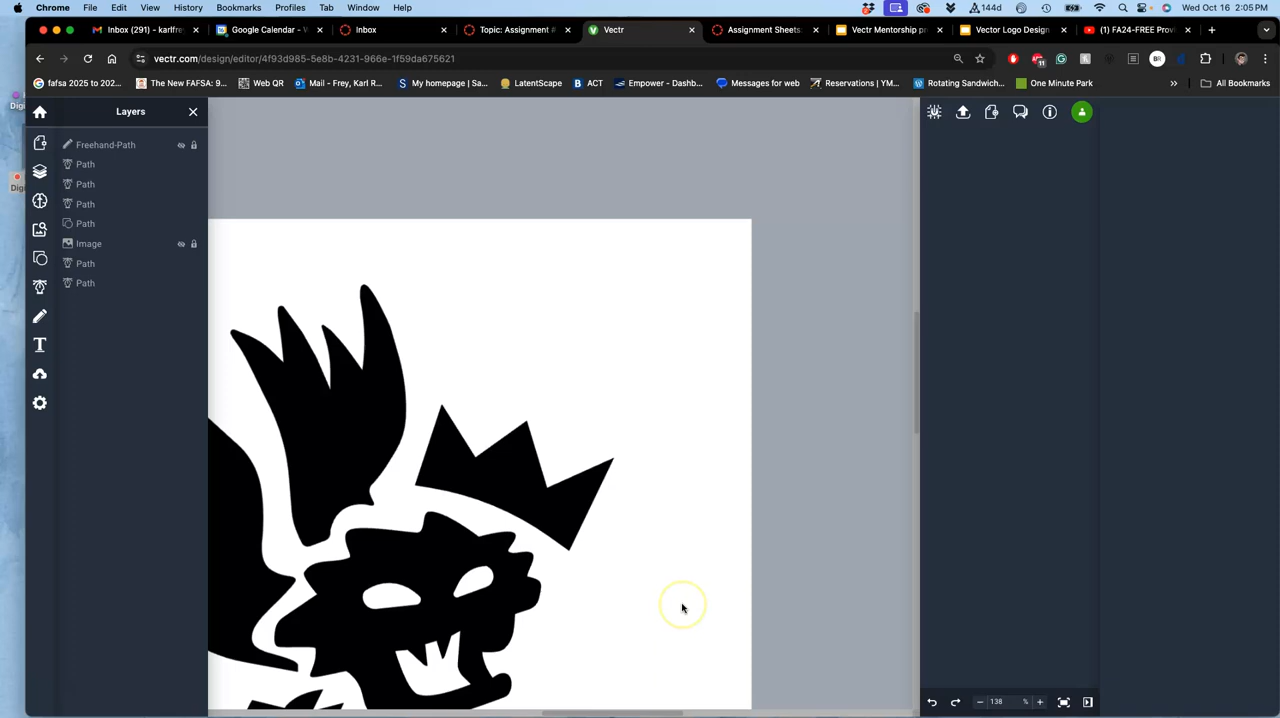 Chrome File Edit View History Bookmarks Profiles Tab Window Help 144d Wed Oct 16 2:05 PM
Inbox (291) - karlfre Google Calendar - W Inbox Topic: Assignment # Vectr Assignment Sheets: Vectr Mentorship p Vector Logo Design (1) FA24-FREE Provi
vectr.com/design/editor/4f93d985-5e8b-4231-966e-1f59da675621
fafsa 2025 to 202... The New FAFSA: for... Web QR Mail - Frey, Karl R... My homepage | Sa... LatentScape ACT Empower - Dashb... Messages for web Reservations | YM... Rotating Sandwich... One Minute Park » All Bookmarks
Layers
Freehand-Path
Path
Path
Path
Path
Image
Path
Path
138 %